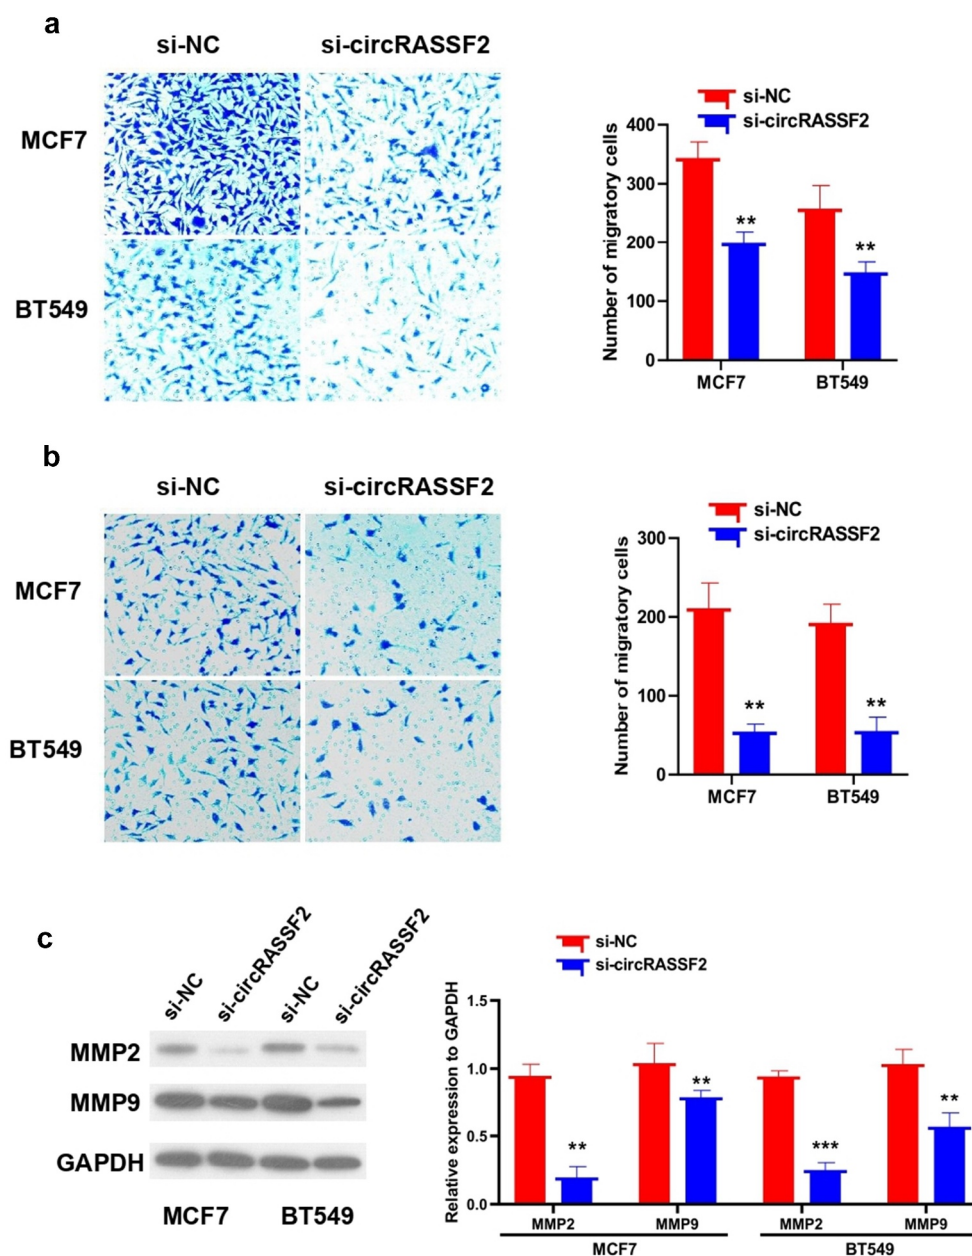 a
si-NC si-circRASSF2
MCF7
BT549
si-NC
si-circRASSF2
Number of migratory cells
400
300
200
100
0
** **
MCF7 BT549
b
si-NC si-circRASSF2
MCF7
BT549
si-NC
si-circRASSF2
Number of migratory cells
300
200
100
0
** **
MCF7 BT549
c
si-NC si-circRASSF2 si-NC si-circRASSF2
MMP2
MMP9
GAPDH
MCF7 BT549
si-NC
si-circRASSF2
Relative expression to GAPDH
1.5
1.0
0.5
0.0
** ** *** **
MMP2 MMP9 MMP2 MMP9
MCF7 BT549